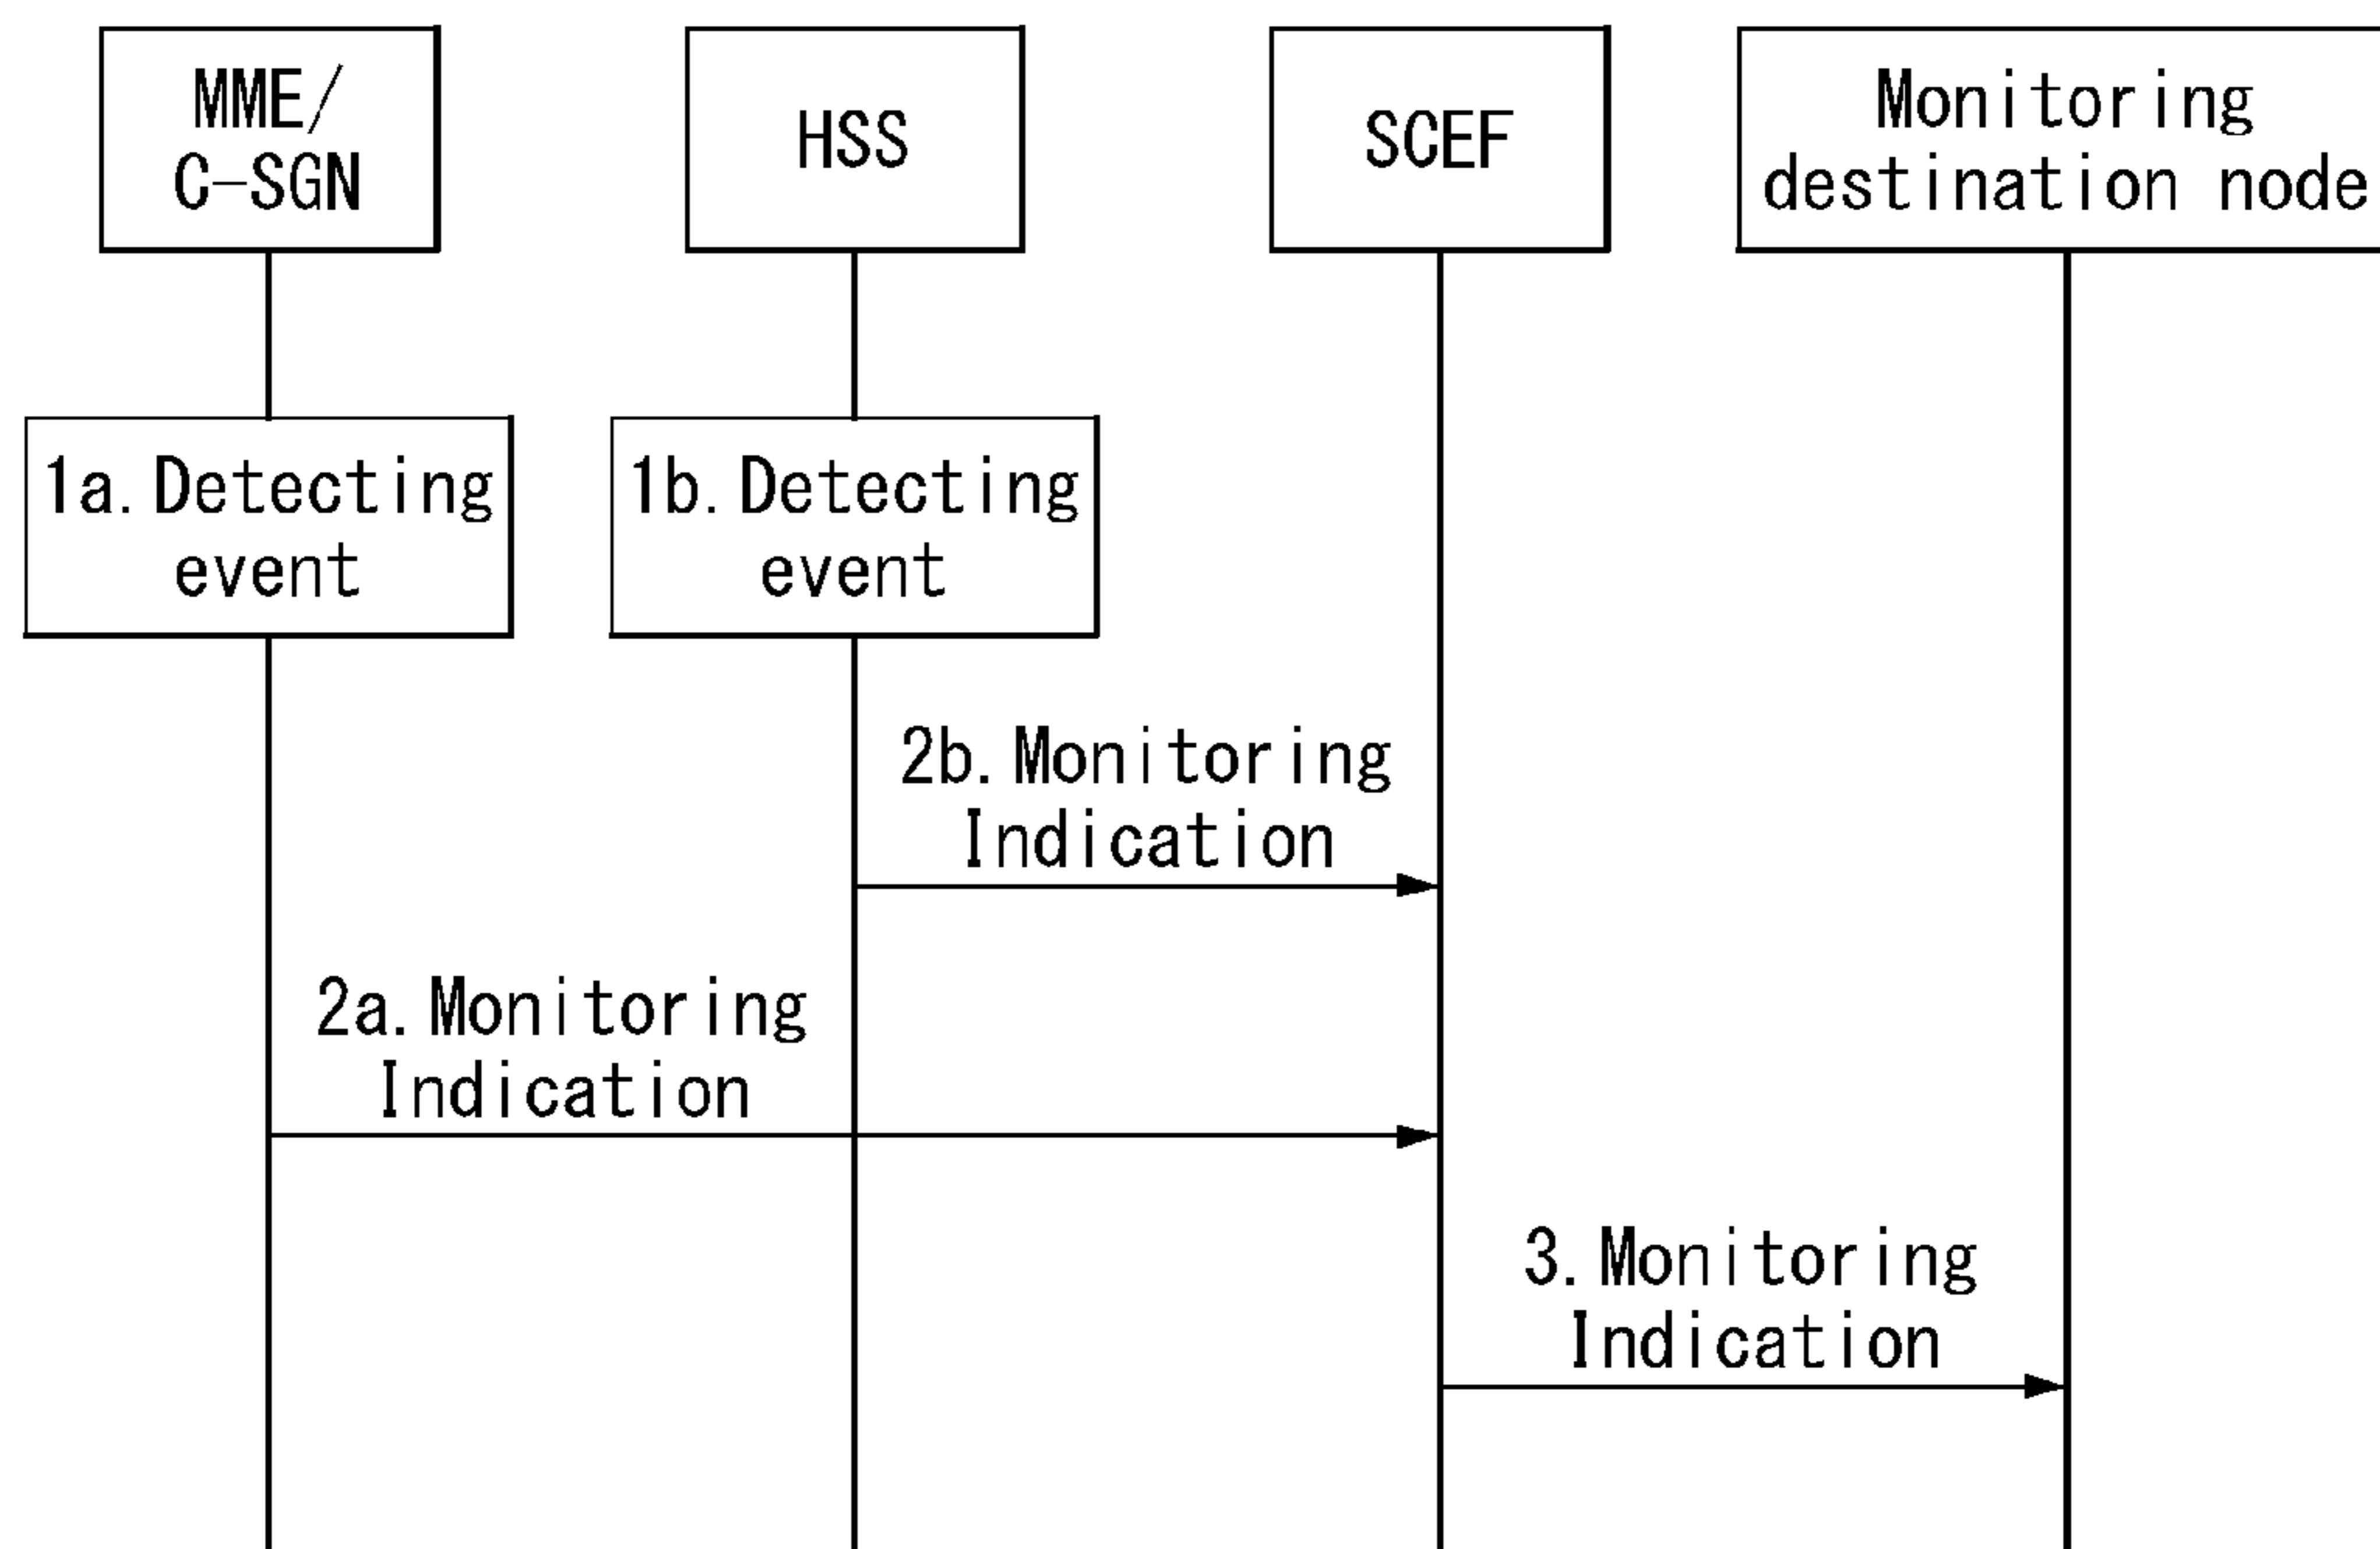 MME/
C-SGN
HSS
SCEF
Monitoring
destination node
1a. Detecting
event
1b. Detecting
event
2b. Monitoring
Indication
2a. Monitoring
Indication
3. Monitoring
Indication